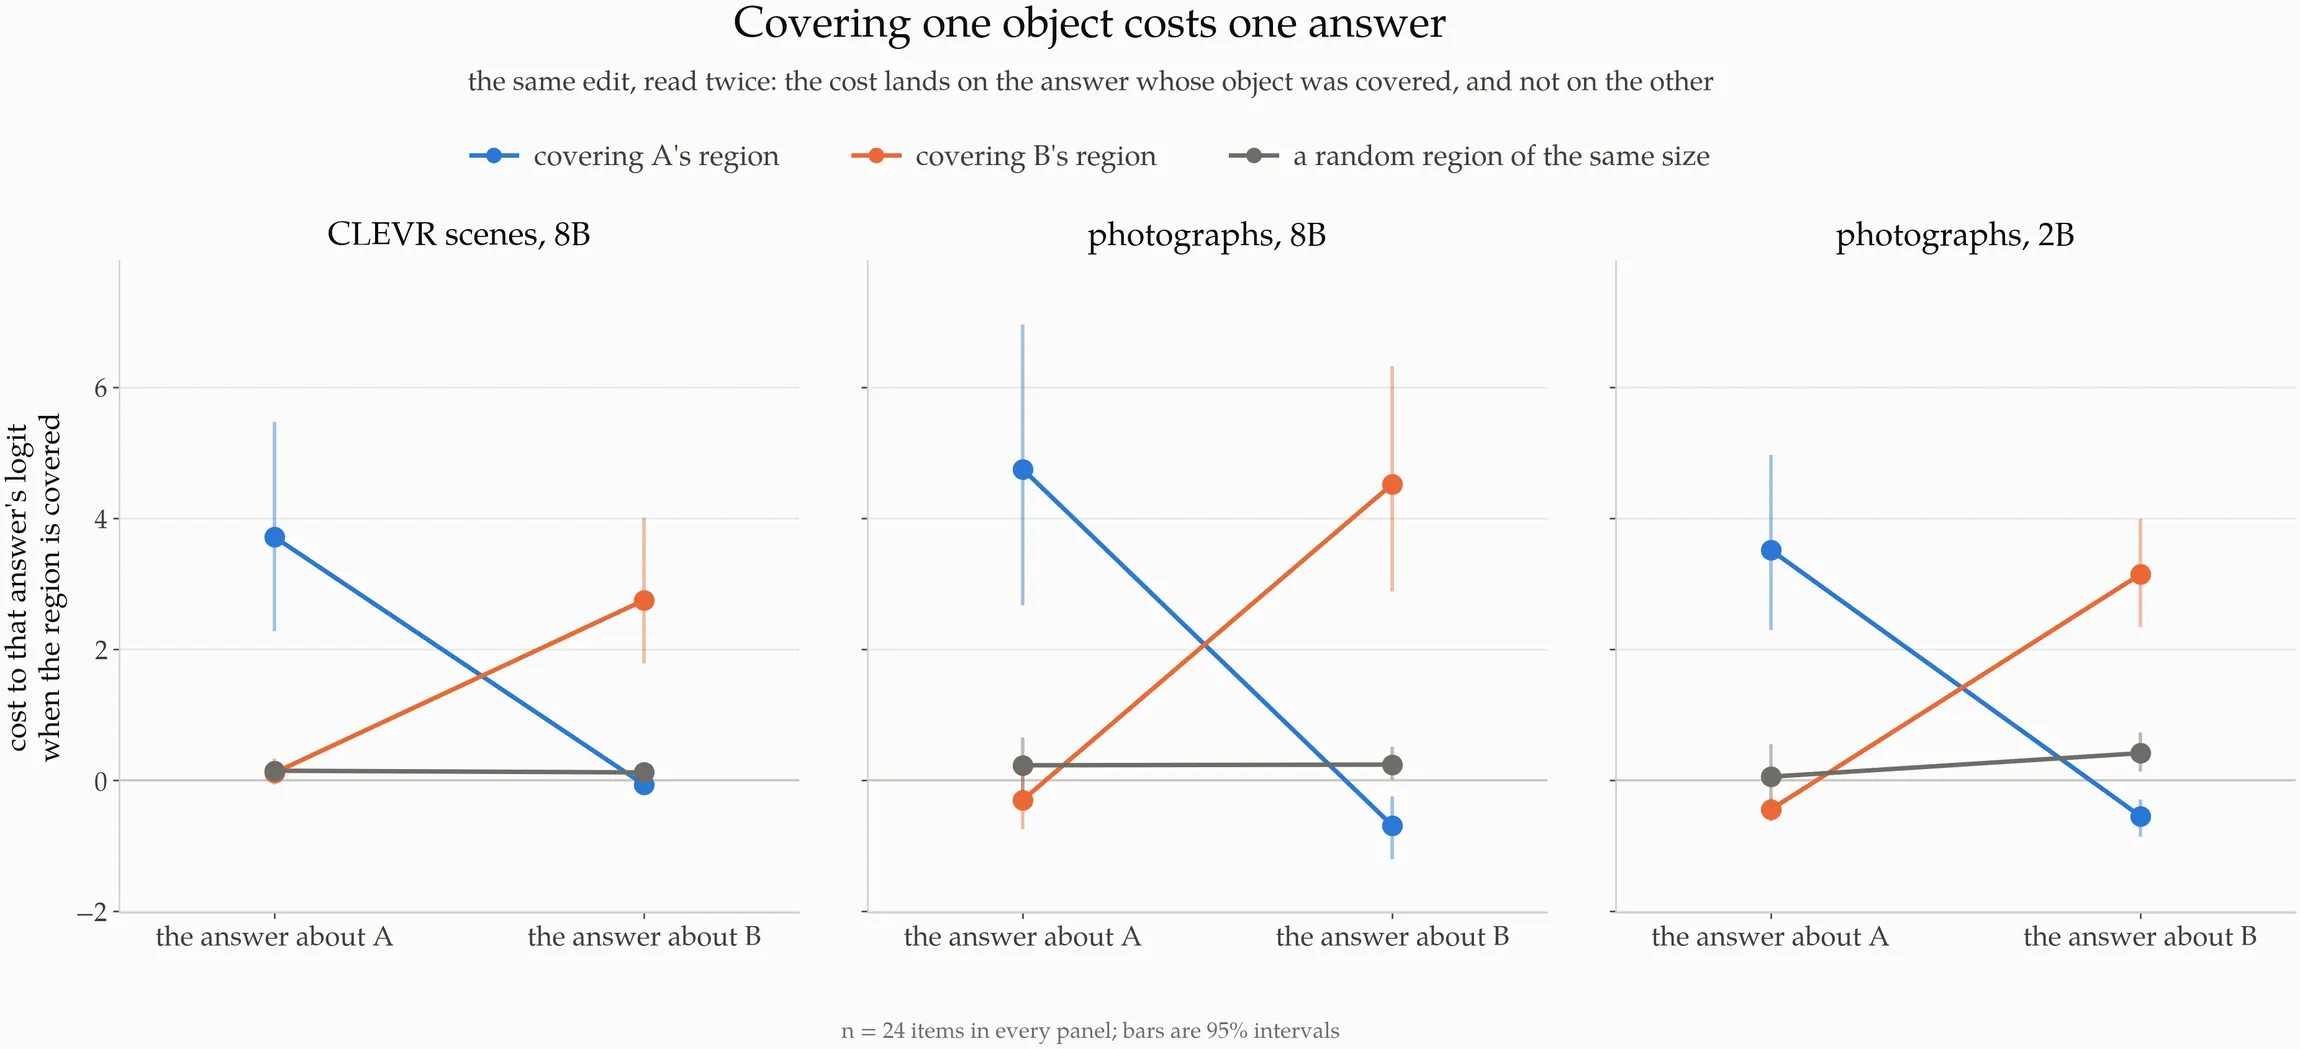 Covering one object costs one answer
the same edit, read twice: the cost lands on the answer whose object was covered, and not on the other
covering A's region
covering B's region
a random region of the same size
CLEVR scenes, 8B
photographs, 8B
photographs, 2B
cost to that answer's logit
when the region is covered
6
4
2
0
−2
the answer about A
the answer about B
the answer about A
the answer about B
the answer about A
the answer about B
n = 24 items in every panel; bars are 95% intervals